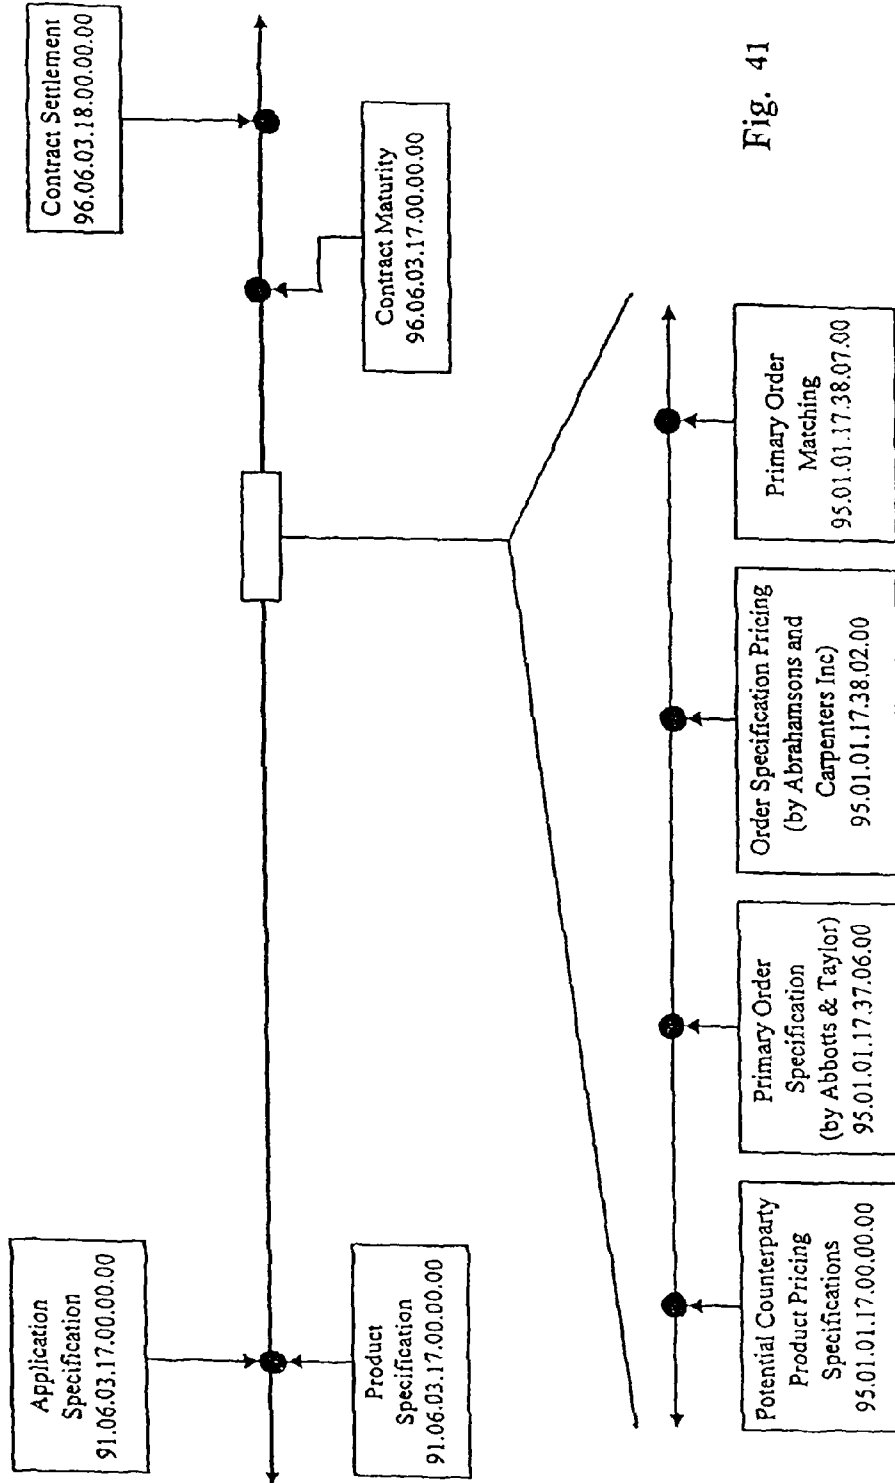 Application
Specification
91.06.03.17.00.00.00
Product
Specification
91.06.03.17.00.00.00
Contract Settlement
96.06.03.18.00.00.00
Contract Maturity
96.06.03.17.00.00.00
Potential Counterparty
Product Pricing
Specifications
95.01.01.17.00.00.00
Primary Order
Specification
(by Abbotts & Taylor)
95.01.01.17.37.06.00
Order Specification Pricing
(by Abrahamsons and
Carpenters Inc)
95.01.01.17.38.02.00
Primary Order
Matching
95.01.01.17.38.07.00
Fig. 41